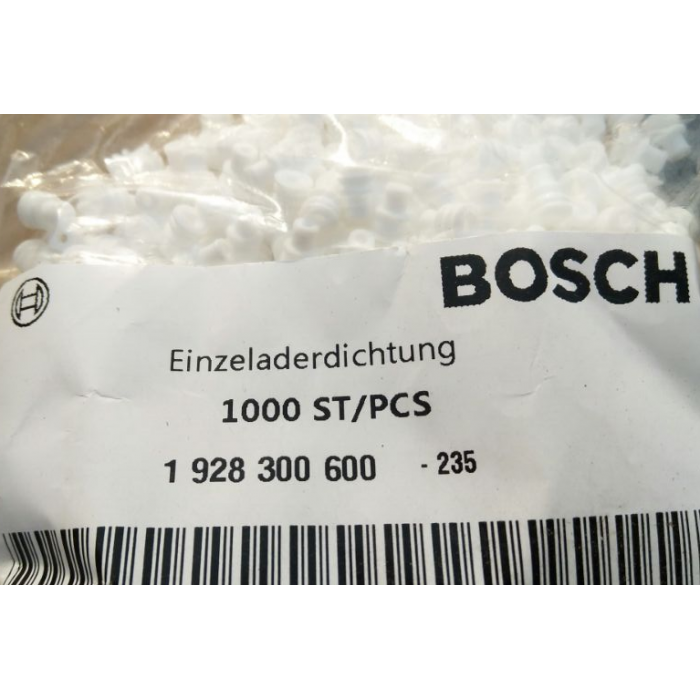 BOSCH
Einzeladerdichtung
1000 ST/PCS
1 928 300 600 - 235